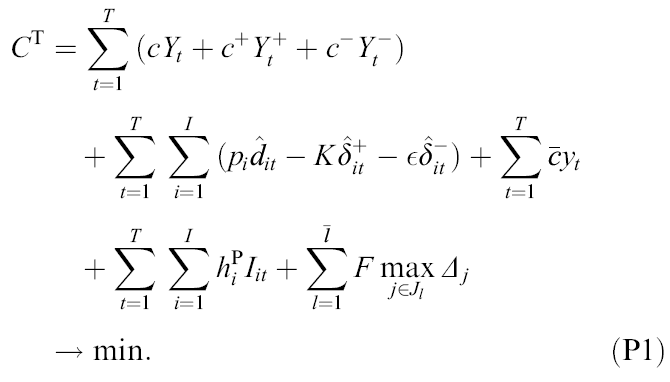 C^T = \sum_{t=1}^{T} (cY_t + c^+Y_t^+ + c^-Y_t^-)
+ \sum_{t=1}^{T} \sum_{i=1}^{I} (p_i\hat{d}_{it} - K\hat{\delta}_{it}^+ - \epsilon\hat{\delta}_{it}^-) + \sum_{t=1}^{T} \bar{c}y_t
+ \sum_{t=1}^{T} \sum_{i=1}^{I} h_i^P I_{it} + \sum_{l=1}^{\bar{l}} F \max_{j \in J_l} \Delta_j
→ min. (P1)